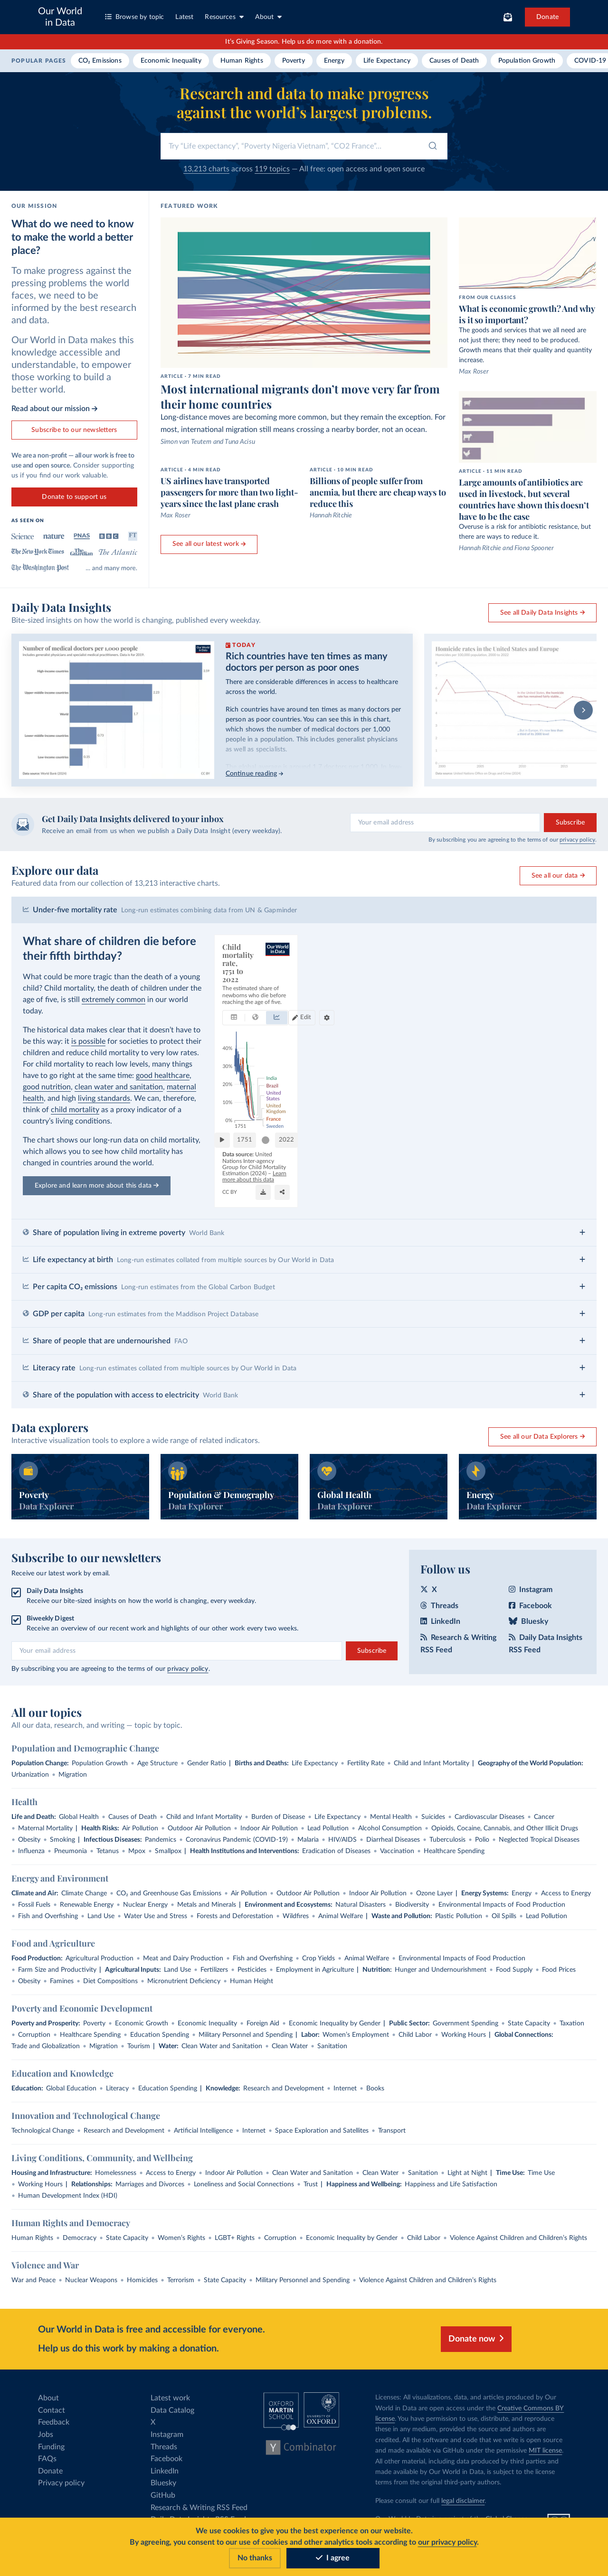 Our World
in Data
Browse by topic
Latest
Resources
About
Donate
It's Giving Season. Help us do more with a donation.
POPULAR PAGES
CO₂ Emissions
Economic Inequality
Human Rights
Poverty
Energy
Life Expectancy
Causes of Death
Population Growth
COVID-19
Research and data to make progress
against the world's largest problems.
Try "Life expectancy", "Poverty Nigeria Vietnam", "CO2 France"...
13,213 charts across 119 topics — All free: open access and open source
OUR MISSION
What do we need to know
to make the world a better
place?
To make progress against the
pressing problems the world
faces, we need to be
informed by the best research
and data.
Our World in Data makes this
knowledge accessible and
understandable, to empower
those working to build a
better world.
Read about our mission →
Subscribe to our newsletters
We are a non-profit — all our work is free to
use and open source. Consider supporting
us if you find our work valuable.
Donate to support us
AS SEEN ON
Science nature PNAS BBC FT
The New York Times The Guardian The Atlantic
The Washington Post ... and many more.
FEATURED WORK
ARTICLE · 7 MIN READ
Most international migrants don't move very far from
their home countries
Long-distance moves are becoming more common, but they remain the exception. For
most, international migration still means crossing a nearby border, not an ocean.
Simon van Teutem and Tuna Acisu
ARTICLE · 4 MIN READ
US airlines have transported
passengers for more than two light-
years since the last plane crash
Max Roser
ARTICLE · 10 MIN READ
Billions of people suffer from
anemia, but there are cheap ways to
reduce this
Hannah Ritchie
See all our latest work →
FROM OUR CLASSICS
What is economic growth? And why
is it so important?
The goods and services that we all need are
not just there; they need to be produced.
Growth means that their quality and quantity
increase.
Max Roser
ARTICLE · 11 MIN READ
Large amounts of antibiotics are
used in livestock, but several
countries have shown this doesn't
have to be the case
Overuse is a risk for antibiotic resistance, but
there are ways to reduce it.
Hannah Ritchie and Fiona Spooner
Daily Data Insights
Bite-sized insights on how the world is changing, published every weekday.
See all Daily Data Insights →
Number of medical doctors per 1,000 people
High-income countries
Upper-middle-income countries
World
Lower-middle-income countries
Low-income countries
TODAY
Rich countries have ten times as many
doctors per person as poor ones
There are considerable differences in access to healthcare
across the world.
Rich countries have around ten times as many doctors per
person as poor countries. You can see this in this chart,
which shows the number of medical doctors per 1,000
people in a population. This includes generalist physicians
as well as specialists.
Continue reading →
Homicide rates in the United States and Europe
Get Daily Data Insights delivered to your inbox
Receive an email from us when we publish a Daily Data Insight (every weekday).
Your email address
Subscribe
By subscribing you are agreeing to the terms of our privacy policy.
Explore our data
Featured data from our collection of 13,213 interactive charts.
See all our data →
Under-five mortality rate Long-run estimates combining data from UN & Gapminder
What share of children die before
their fifth birthday?
What could be more tragic than the death of a young
child? Child mortality, the death of children under the
age of five, is still extremely common in our world
today.
The historical data makes clear that it doesn't have to
be this way: it is possible for societies to protect their
children and reduce child mortality to very low rates.
For child mortality to reach low levels, many things
have to go right at the same time: good healthcare,
good nutrition, clean water and sanitation, maternal
health, and high living standards. We can, therefore,
think of child mortality as a proxy indicator of a
country's living conditions.
The chart shows our long-run data on child mortality,
which allows you to see how child mortality has
changed in countries around the world.
Explore and learn more about this data →
Child
mortality
rate,
1751 to
2022
Our World
in Data
The estimated share of
newborns who die before
reaching the age of five.
Edit
40%
30%
20%
10%
0%
1751
India
Brazil
United
States
United
Kingdom
France
Sweden
1751
2022
Data source: United
Nations Inter-agency
Group for Child Mortality
Estimation (2024) – Learn
more about this data
CC BY
Share of population living in extreme poverty World Bank
Life expectancy at birth Long-run estimates collated from multiple sources by Our World in Data
Per capita CO₂ emissions Long-run estimates from the Global Carbon Budget
GDP per capita Long-run estimates from the Maddison Project Database
Share of people that are undernourished FAO
Literacy rate Long-run estimates collated from multiple sources by Our World in Data
Share of the population with access to electricity World Bank
Data explorers
Interactive visualization tools to explore a wide range of related indicators.
See all our Data Explorers →
Poverty
Data Explorer
Population & Demography
Data Explorer
Global Health
Data Explorer
Energy
Data Explorer
Subscribe to our newsletters
Receive our latest work by email.
Daily Data Insights
Receive our bite-sized insights on how the world is changing, every weekday.
Biweekly Digest
Receive an overview of our recent work and highlights of our other work every two weeks.
Your email address
Subscribe
By subscribing you are agreeing to the terms of our privacy policy.
Follow us
X
Instagram
Threads
Facebook
LinkedIn
Bluesky
Research & Writing
RSS Feed
Daily Data Insights
RSS Feed
All our topics
All our data, research, and writing — topic by topic.
Population and Demographic Change
Population Change: Population Growth • Age Structure • Gender Ratio | Births and Deaths: Life Expectancy • Fertility Rate • Child and Infant Mortality | Geography of the World Population:
Urbanization • Migration
Health
Life and Death: Global Health • Causes of Death • Child and Infant Mortality • Burden of Disease • Life Expectancy • Mental Health • Suicides • Cardiovascular Diseases • Cancer
• Maternal Mortality | Health Risks: Air Pollution • Outdoor Air Pollution • Indoor Air Pollution • Lead Pollution • Alcohol Consumption • Opioids, Cocaine, Cannabis, and Other Illicit Drugs
• Obesity • Smoking | Infectious Diseases: Pandemics • Coronavirus Pandemic (COVID-19) • Malaria • HIV/AIDS • Diarrheal Diseases • Tuberculosis • Polio • Neglected Tropical Diseases
• Influenza • Pneumonia • Tetanus • Mpox • Smallpox | Health Institutions and Interventions: Eradication of Diseases • Vaccination • Healthcare Spending
Energy and Environment
Climate and Air: Climate Change • CO₂ and Greenhouse Gas Emissions • Air Pollution • Outdoor Air Pollution • Indoor Air Pollution • Ozone Layer | Energy Systems: Energy • Access to Energy
• Fossil Fuels • Renewable Energy • Nuclear Energy • Metals and Minerals | Environment and Ecosystems: Natural Disasters • Biodiversity • Environmental Impacts of Food Production
• Fish and Overfishing • Land Use • Water Use and Stress • Forests and Deforestation • Wildfires • Animal Welfare | Waste and Pollution: Plastic Pollution • Oil Spills • Lead Pollution
Food and Agriculture
Food Production: Agricultural Production • Meat and Dairy Production • Fish and Overfishing • Crop Yields • Animal Welfare • Environmental Impacts of Food Production
• Farm Size and Productivity | Agricultural Inputs: Land Use • Fertilizers • Pesticides • Employment in Agriculture | Nutrition: Hunger and Undernourishment • Food Supply • Food Prices
• Obesity • Famines • Diet Compositions • Micronutrient Deficiency • Human Height
Poverty and Economic Development
Poverty and Prosperity: Poverty • Economic Growth • Economic Inequality • Foreign Aid • Economic Inequality by Gender | Public Sector: Government Spending • State Capacity • Taxation
• Corruption • Healthcare Spending • Education Spending • Military Personnel and Spending | Labor: Women's Employment • Child Labor • Working Hours | Global Connections:
Trade and Globalization • Migration • Tourism | Water: Clean Water and Sanitation • Clean Water • Sanitation
Education and Knowledge
Education: Global Education • Literacy • Education Spending | Knowledge: Research and Development • Internet • Books
Innovation and Technological Change
Technological Change • Research and Development • Artificial Intelligence • Internet • Space Exploration and Satellites • Transport
Living Conditions, Community, and Wellbeing
Housing and Infrastructure: Homelessness • Access to Energy • Indoor Air Pollution • Clean Water and Sanitation • Clean Water • Sanitation • Light at Night | Time Use: Time Use
• Working Hours | Relationships: Marriages and Divorces • Loneliness and Social Connections • Trust | Happiness and Wellbeing: Happiness and Life Satisfaction
• Human Development Index (HDI)
Human Rights and Democracy
Human Rights • Democracy • State Capacity • Women's Rights • LGBT+ Rights • Corruption • Economic Inequality by Gender • Child Labor • Violence Against Children and Children's Rights
Violence and War
War and Peace • Nuclear Weapons • Homicides • Terrorism • State Capacity • Military Personnel and Spending • Violence Against Children and Children's Rights
Our World in Data is free and accessible for everyone.
Help us do this work by making a donation.
Donate now
About
Contact
Feedback
Jobs
Funding
FAQs
Donate
Privacy policy
Latest work
Data Catalog
X
Instagram
Threads
Facebook
LinkedIn
Bluesky
GitHub
Research & Writing RSS Feed
OXFORD
MARTIN
SCHOOL
UNIVERSITY OF
OXFORD
Y Combinator
Licenses: All visualizations, data, and articles produced by Our
World in Data are open access under the Creative Commons BY
license. You have permission to use, distribute, and reproduce
these in any medium, provided the source and authors are
credited. All the software and code that we write is open source
and made available via GitHub under the permissive MIT license.
All other material, including data produced by third parties and
made available by Our World in Data, is subject to the license
terms from the original third-party authors.
Please consult our full legal disclaimer.
We use cookies to give you the best experience on our website.
By agreeing, you consent to our use of cookies and other analytics tools according to our privacy policy.
No thanks
I agree